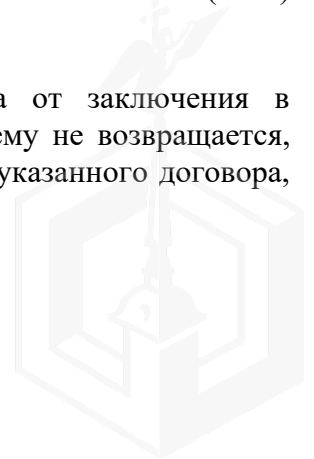 а от заключения в
ему не возвращается,
указанного договора,